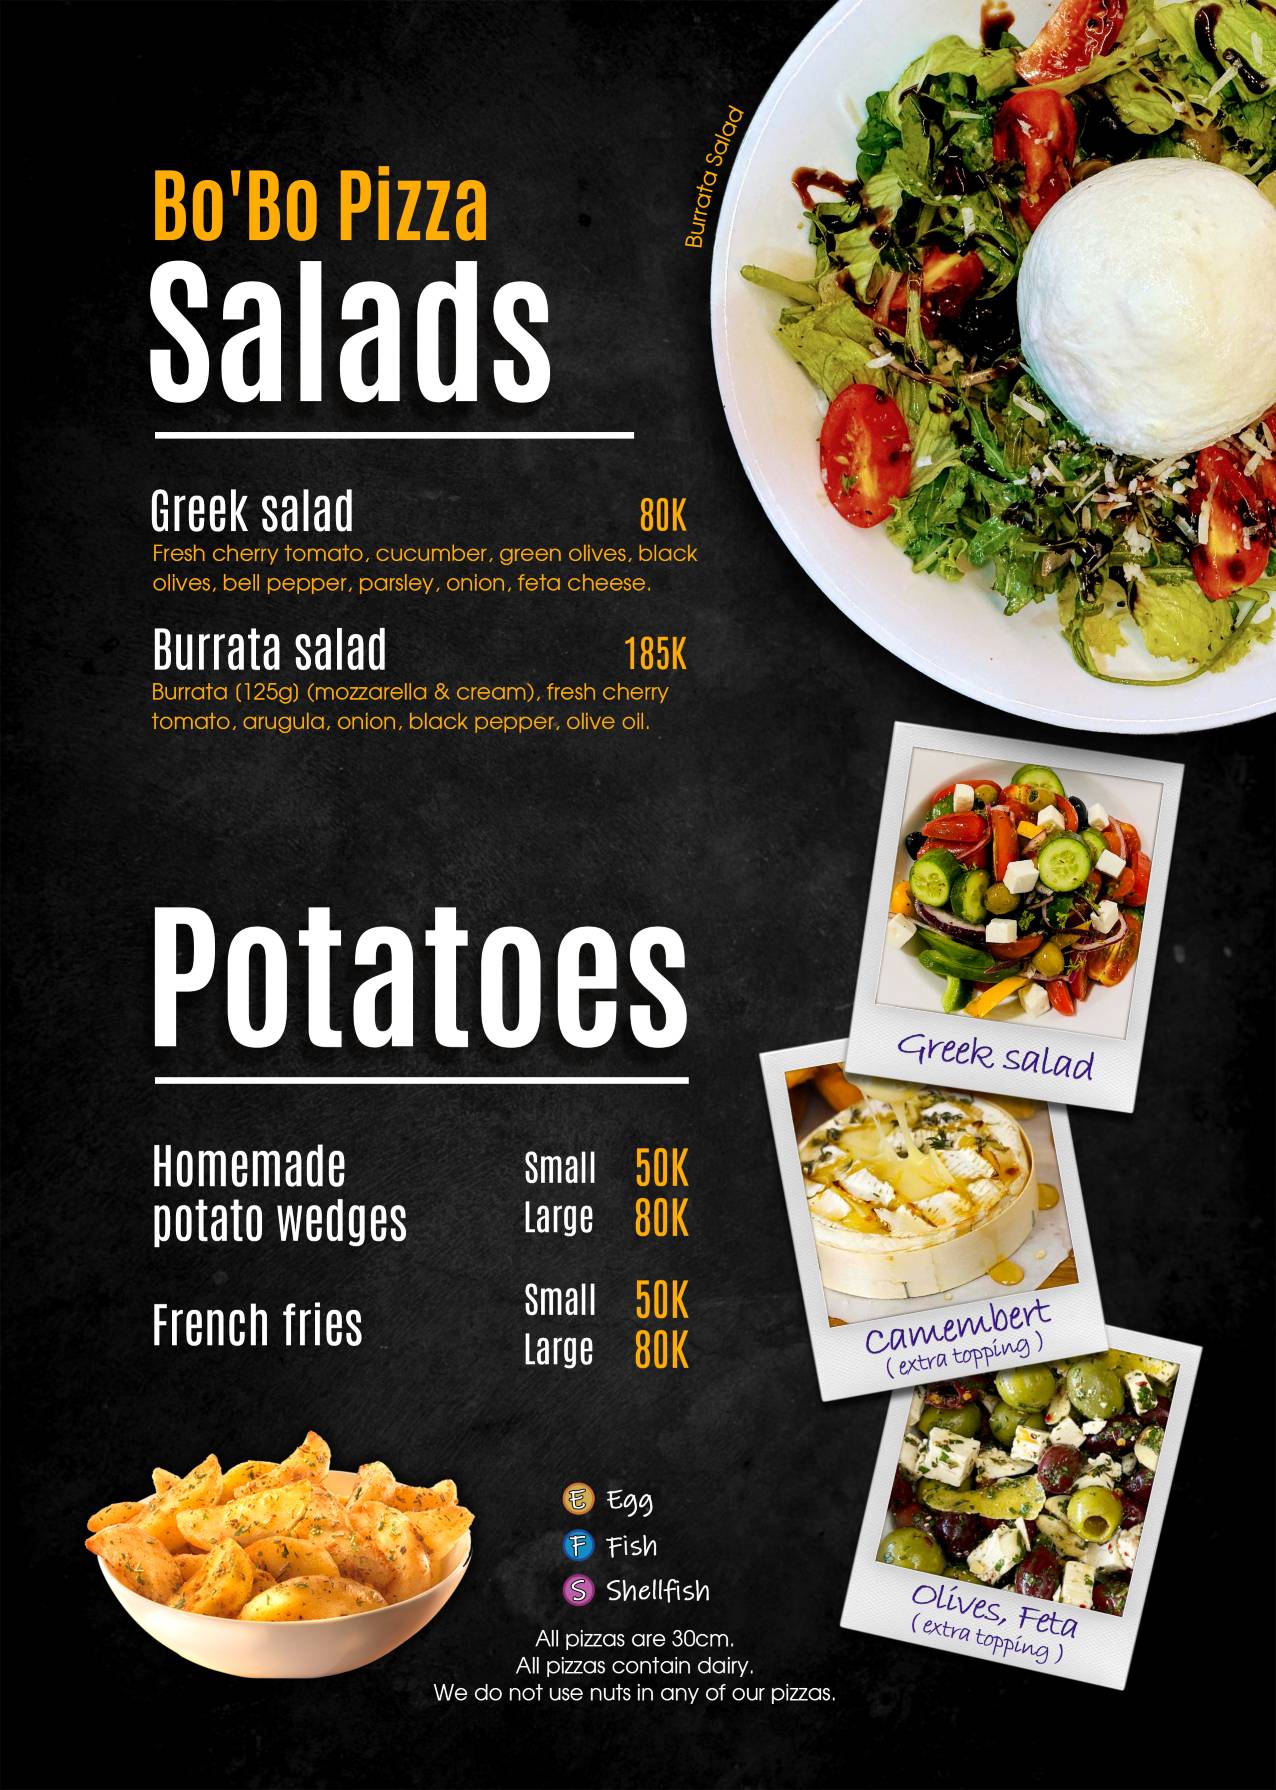 Burrata Salad
Bo'Bo Pizza
Salads
Greek salad 80K
Fresh cherry tomato, cucumber, green olives, black
olives, bell pepper, parsley, onion, feta cheese.
Burrata salad 185K
Burrata (125g) (mozzarella & cream), fresh cherry
tomato, arugula, onion, black pepper, olive oil.
Potatoes
Homemade
potato wedges
Small 50K
Large 80K
French fries
Small 50K
Large 80K
Greek salad
Camembert
(extra topping)
Olives, Feta
(extra topping)
E Egg
F Fish
S Shellfish
All pizzas are 30cm.
All pizzas contain dairy.
We do not use nuts in any of our pizzas.